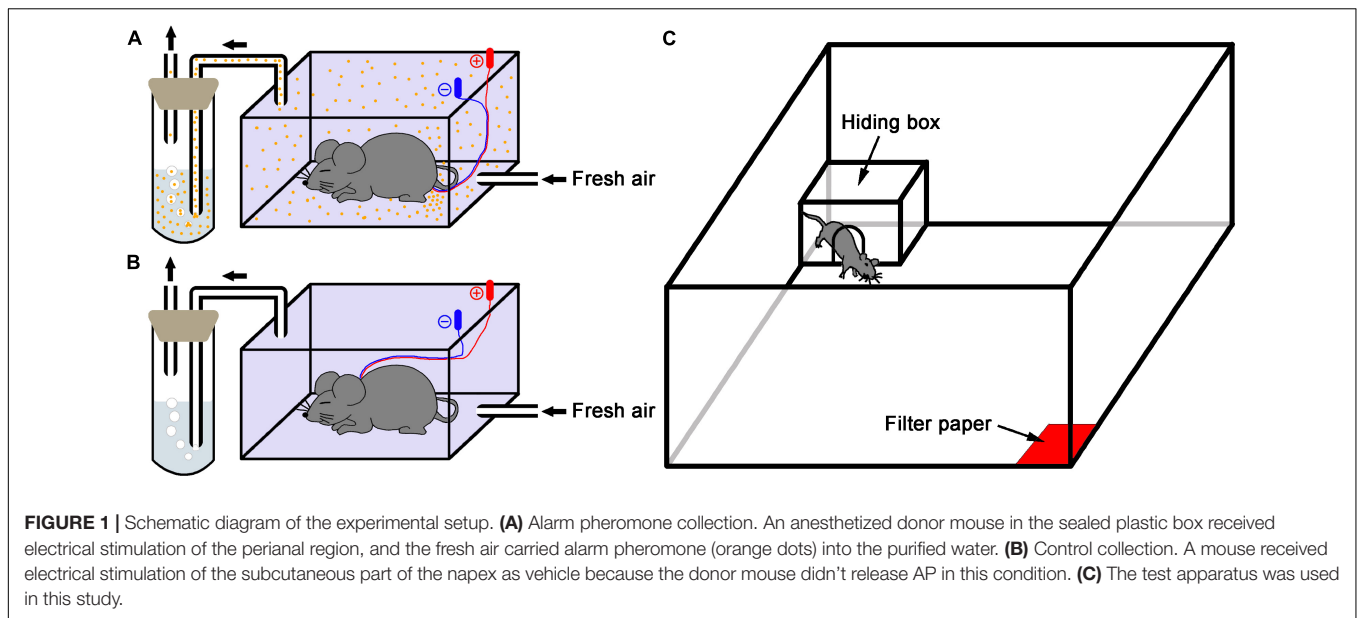 A
⊕
⊖
Fresh air
B
⊕
⊖
Fresh air
C
Hiding box
Filter paper
FIGURE 1 | Schematic diagram of the experimental setup. (A) Alarm pheromone collection. An anesthetized donor mouse in the sealed plastic box received
electrical stimulation of the perianal region, and the fresh air carried alarm pheromone (orange dots) into the purified water. (B) Control collection. A mouse received
electrical stimulation of the subcutaneous part of the napex as vehicle because the donor mouse didn't release AP in this condition. (C) The test apparatus was used
in this study.